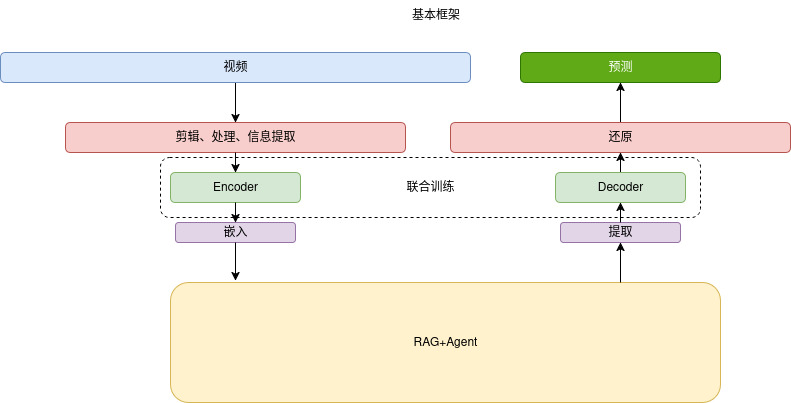 基本框架
视频
预测
剪辑、处理、信息提取
还原
Encoder
联合训练
Decoder
嵌入
提取
RAG+Agent